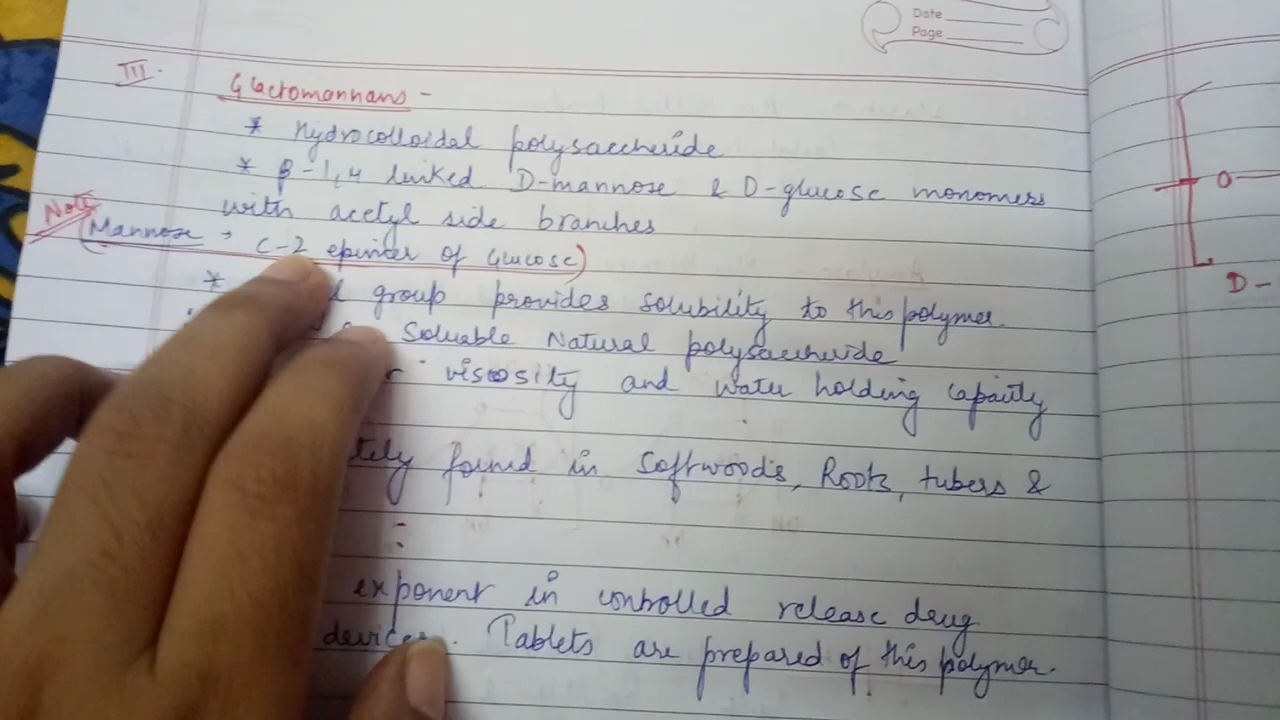 Date
Page
III. Glactomannans -
* Hydrocolloidal polysaccharide
* β-1,4 linked D-mannose & D-glucose monomers
with acetyl side branches
Note
(Mannose → C-2 epimer of Glucose)
* group provides solubility to this polymer.
Soluable Natural polysaccharide
viscosity and water holding capacity
found in Softwoods, Roots, tubers &
:
exponent in controlled release drug
devices. Tablets are prepared of this polymer.
O
D-